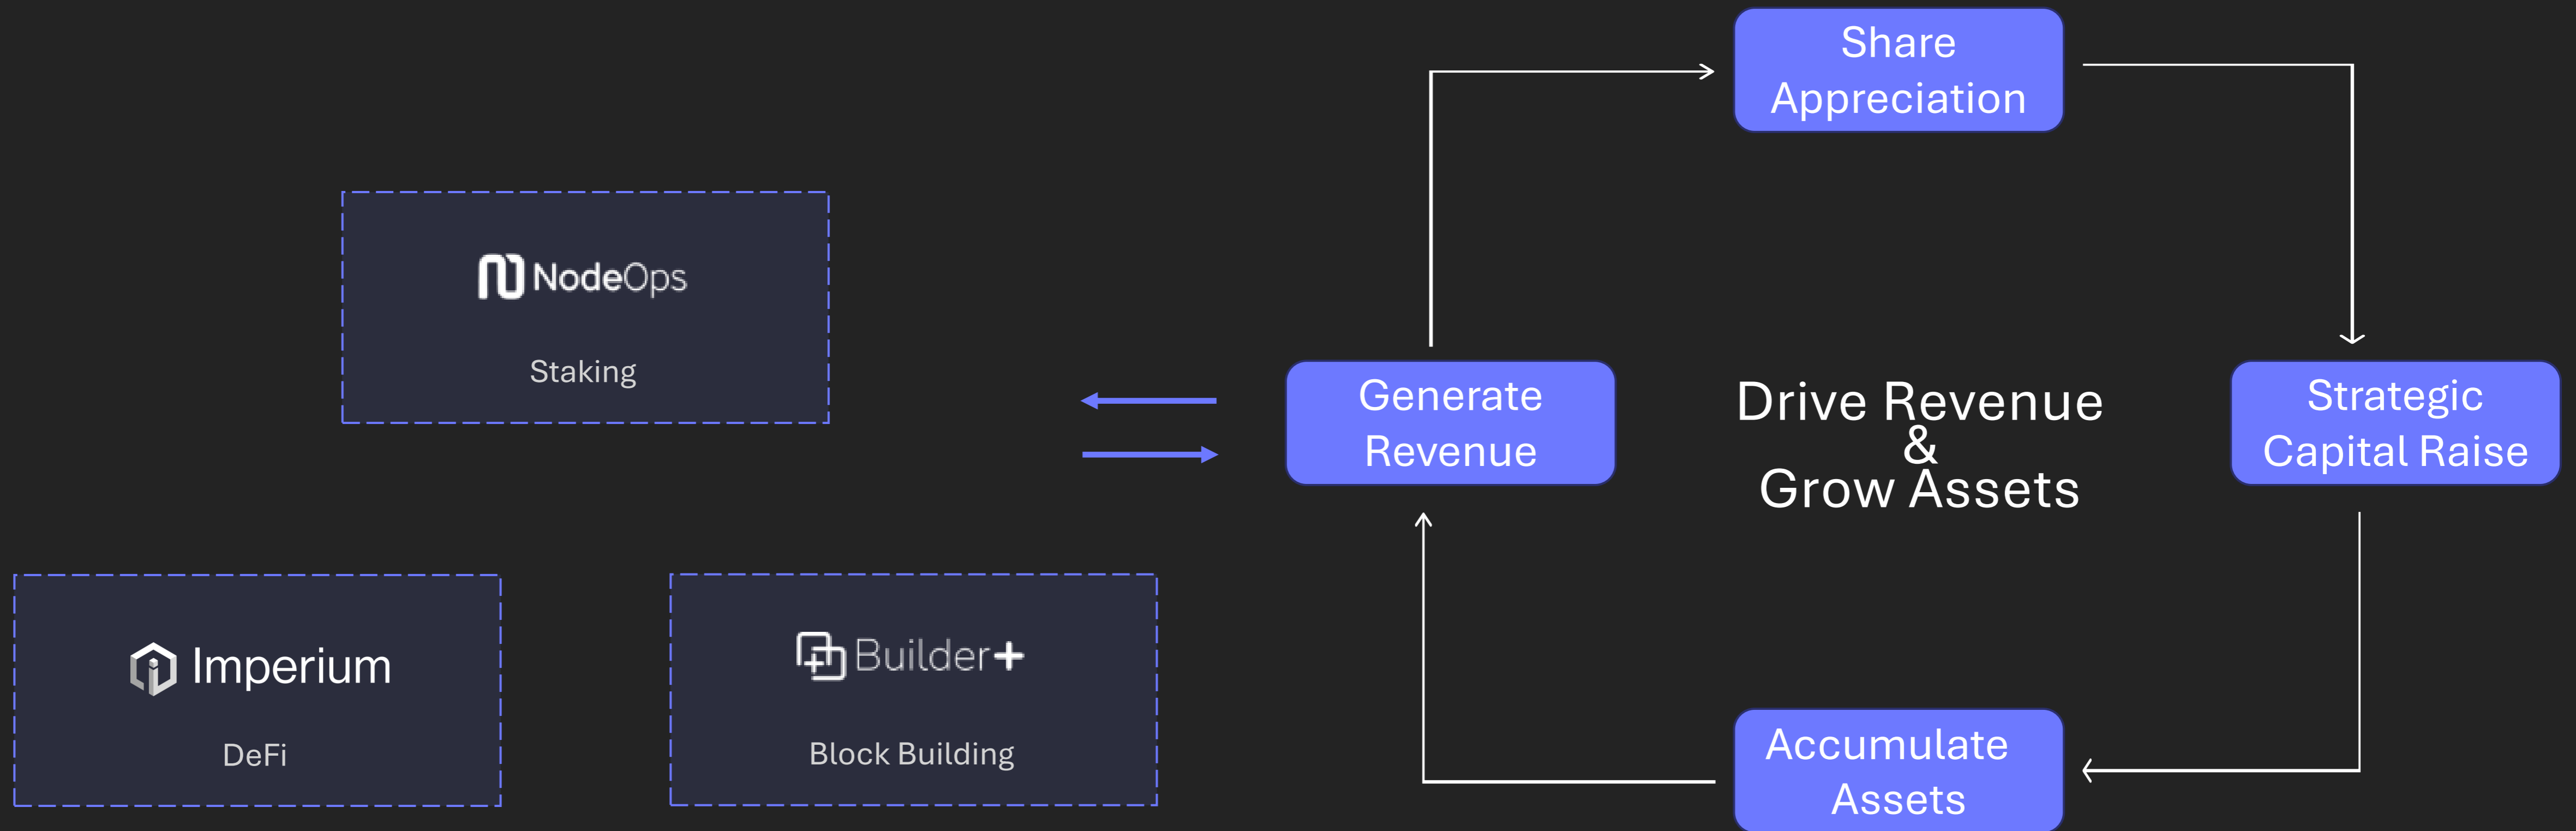 NodeOps
Staking
Imperium
DeFi
Builder+
Block Building
Share
Appreciation
Generate
Revenue
Drive Revenue
&
Grow Assets
Strategic
Capital Raise
Accumulate
Assets